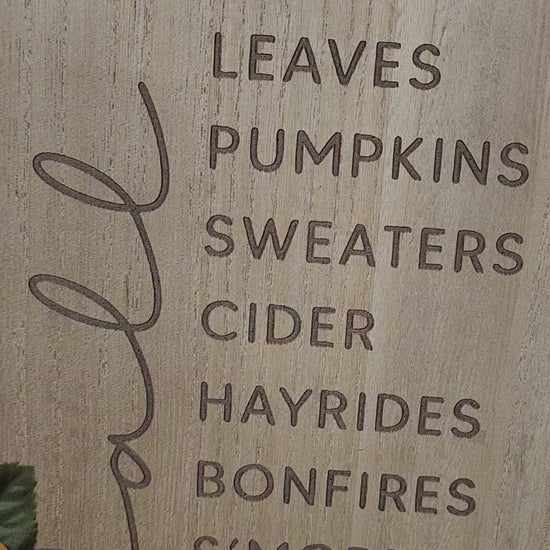 LEAVES
PUMPKINS
SWEATERS
CIDER
HAYRIDES
BONFIRES